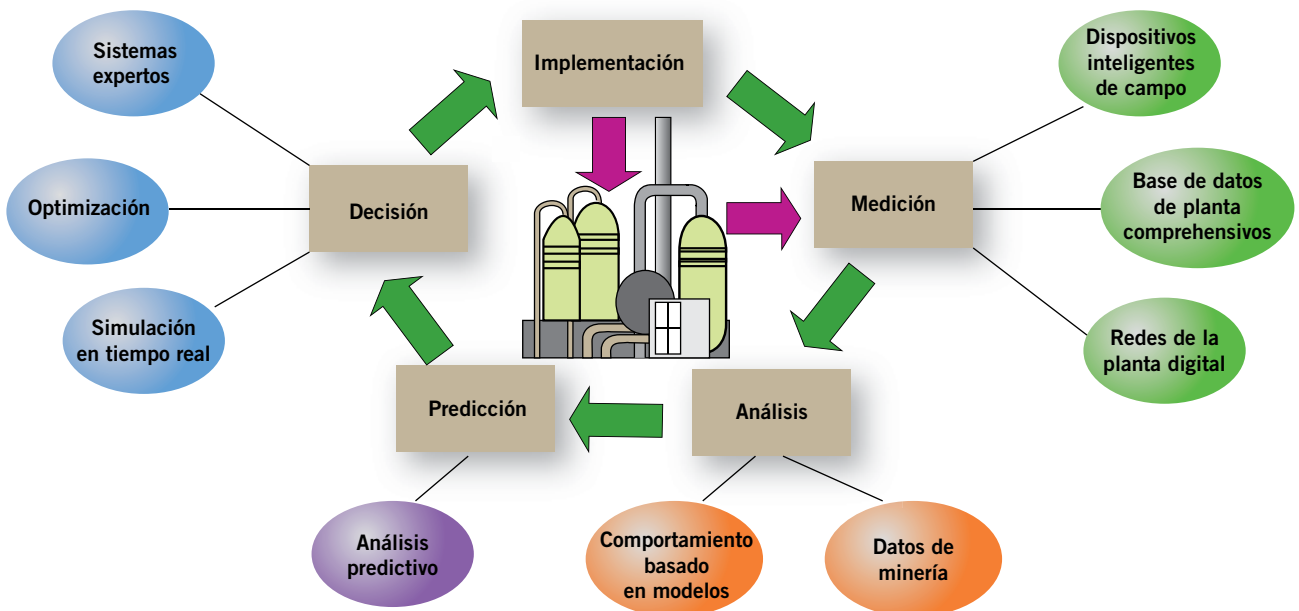 Sistemas
expertos
Implementación
Dispositivos
inteligentes
de campo
Optimización
Decisión
Medición
Base de datos
de planta
comprehensivos
Simulación
en tiempo real
Redes de la
planta digital
Predicción
Análisis
Análisis
predictivo
Comportamiento
basado
en modelos
Datos de
minería